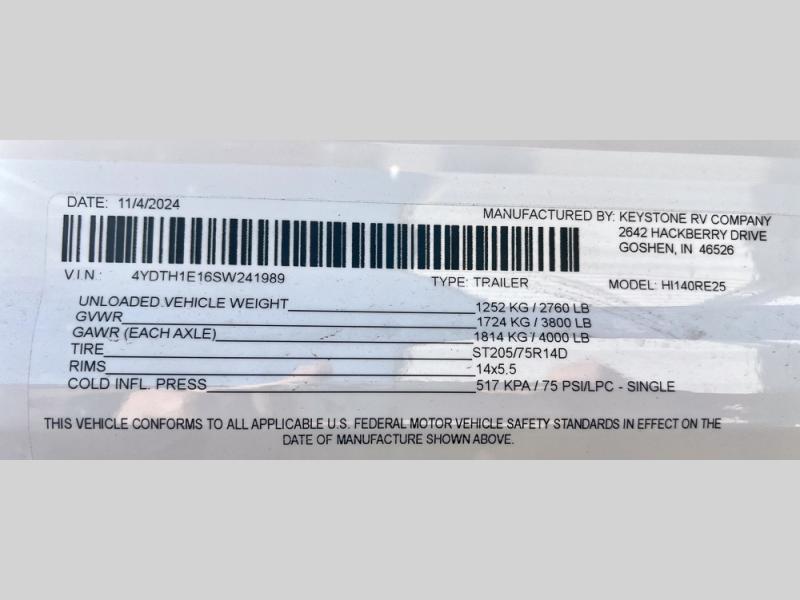 DATE: 11/4/2024
MANUFACTURED BY: KEYSTONE RV COMPANY
2642 HACKBERRY DRIVE
GOSHEN, IN 46526
V.I.N.: 4YDTH1E16SW241989 TYPE: TRAILER MODEL: HI140RE25
UNLOADED VEHICLE WEIGHT 1252 KG / 2760 LB
GVWR 1724 KG / 3800 LB
GAWR (EACH AXLE) 1814 KG / 4000 LB
TIRE ST205/75R14D
RIMS 14x5.5
COLD INFL. PRESS 517 KPA / 75 PSI/LPC - SINGLE
THIS VEHICLE CONFORMS TO ALL APPLICABLE U.S. FEDERAL MOTOR VEHICLE SAFETY STANDARDS IN EFFECT ON THE
DATE OF MANUFACTURE SHOWN ABOVE.